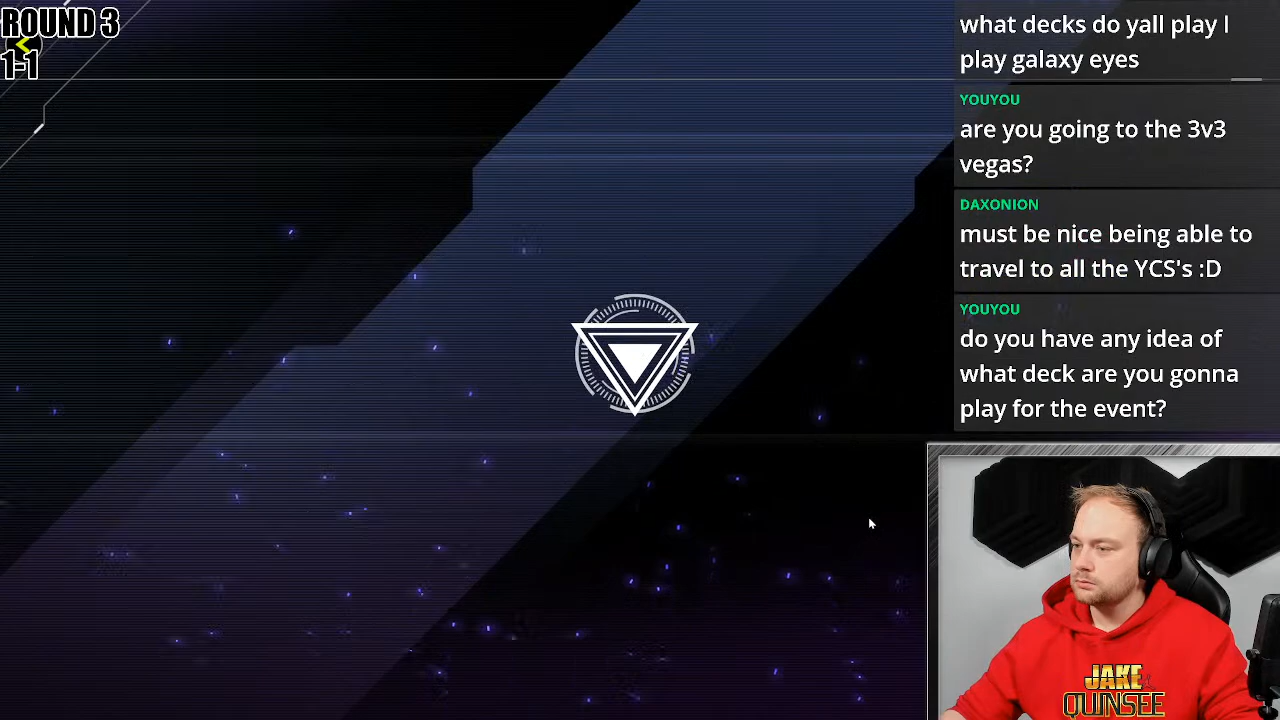 ROUND 3
1-1
what decks do yall play I
play galaxy eyes
YOUYOU
are you going to the 3v3
vegas?
DAXONION
must be nice being able to
travel to all the YCS's :D
YOUYOU
do you have any idea of
what deck are you gonna
play for the event?
JAKE
QUINSEE